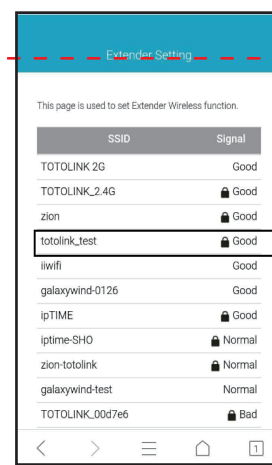 Extender Setting
This page is used to set Extender Wireless function.
SSID Signal
TOTOLINK 2G Good
TOTOLINK_2.4G Good
zion Good
totolink_test Good
iiwifi Good
galaxywind-0126 Good
ipTIME Good
iptime-SHO Normal
zion-totolink Normal
galaxywind-test Normal
TOTOLINK_00d7e6 Bad
1